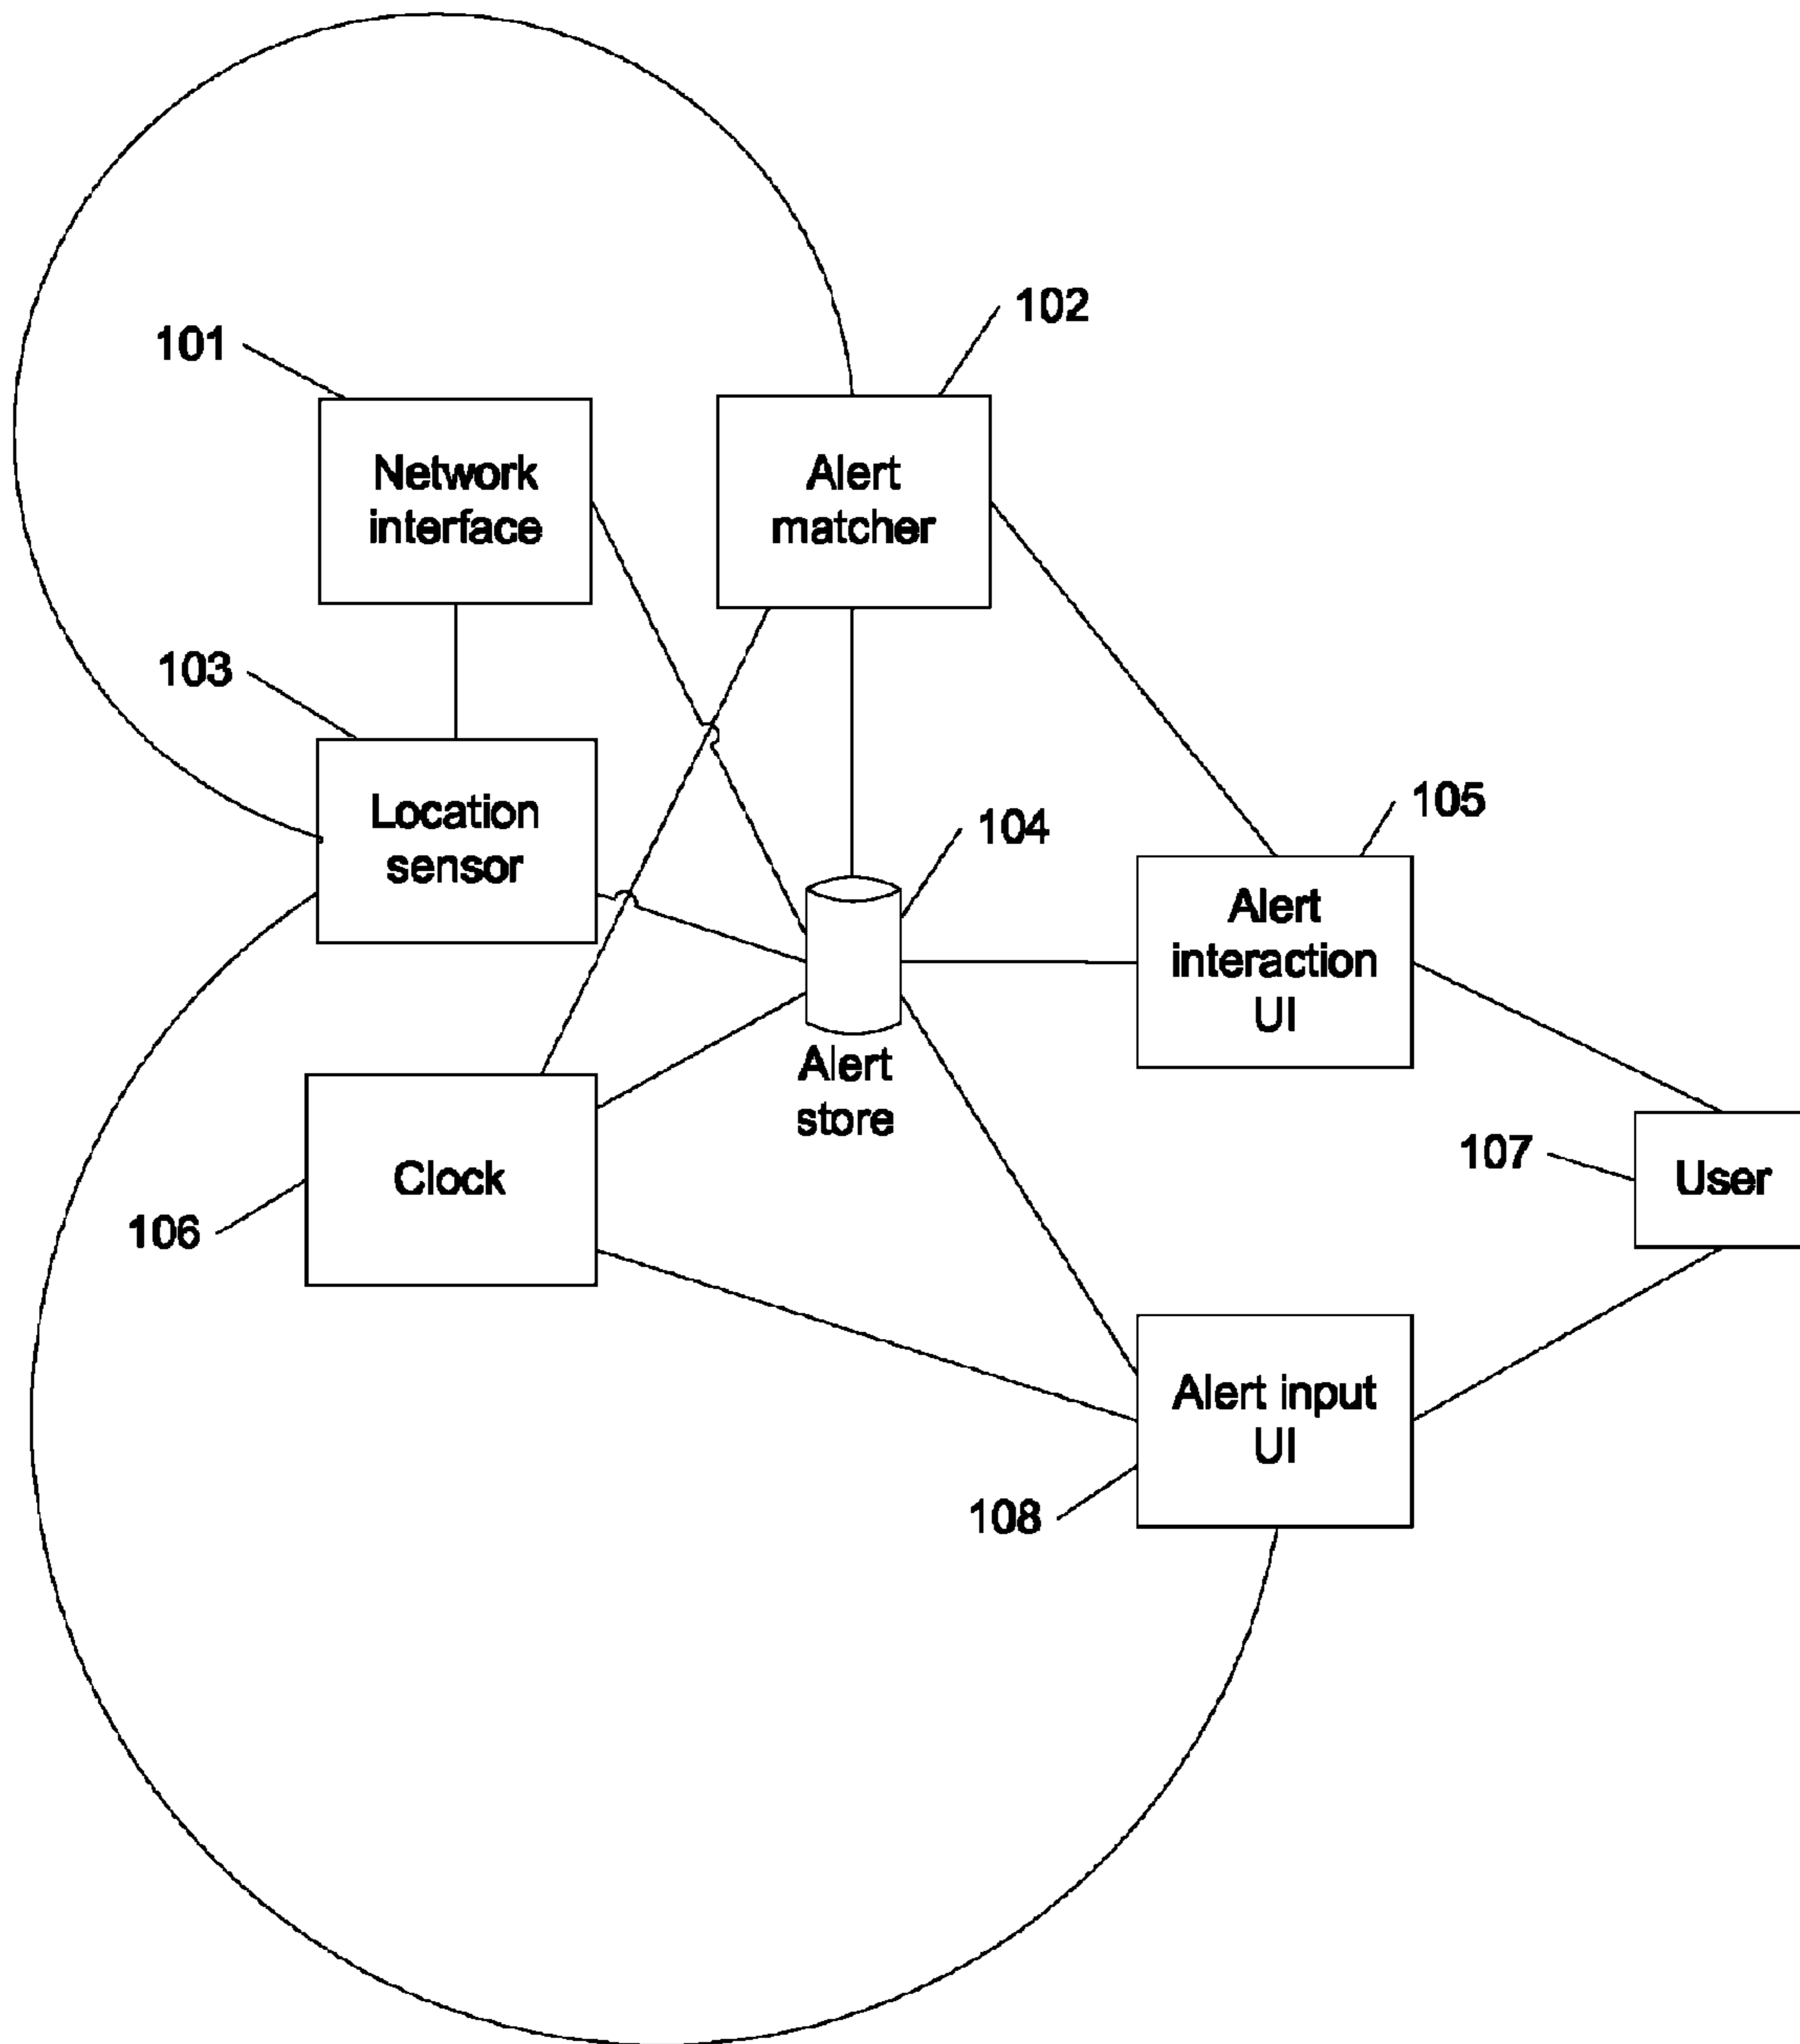 102
101
Network
interface
Alert
matcher
103
Location
sensor
104
105
Alert
interaction
UI
Alert
store
107
User
Clock
106
Alert input
UI
108